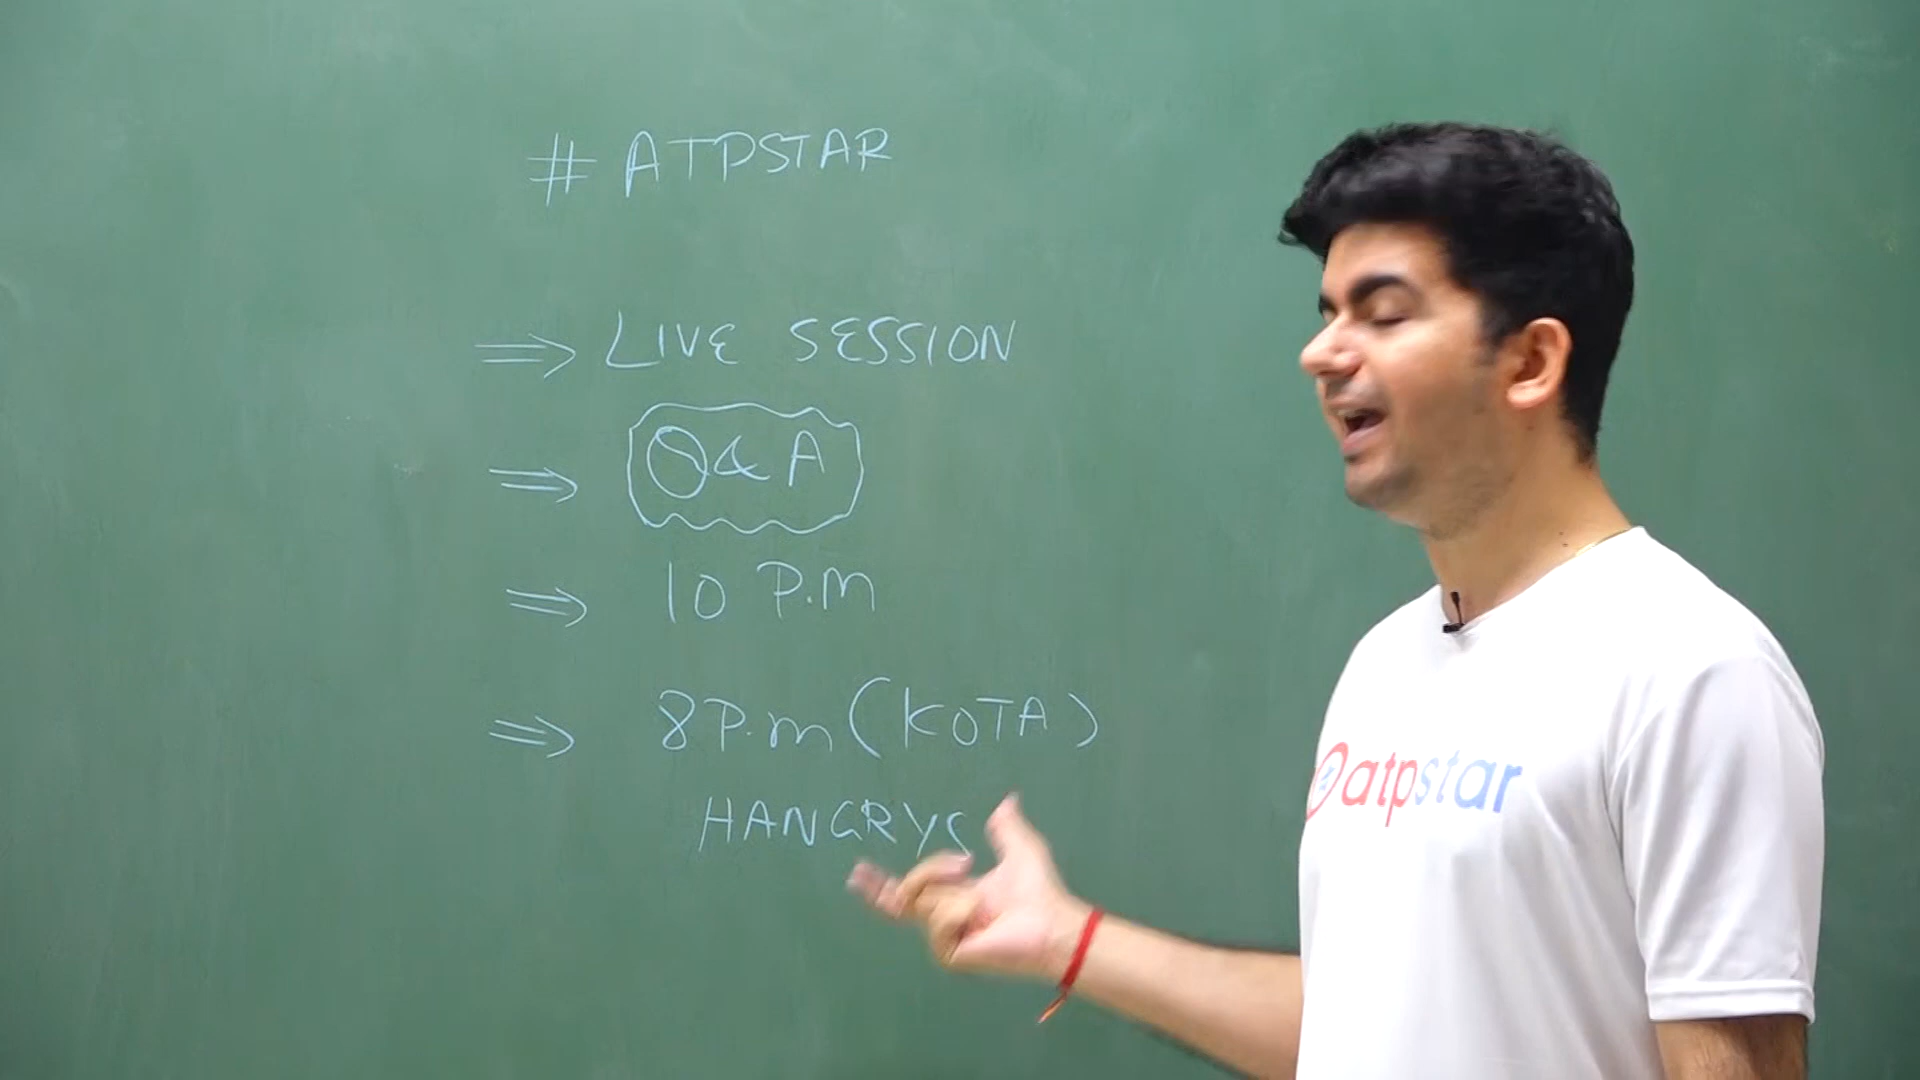 # ATPSTAR
⇒ LIVE SESSION
⇒ Q & A
⇒ 10 P.M
⇒ 8 P.m (KOTA)
HANGRYS
atpstar